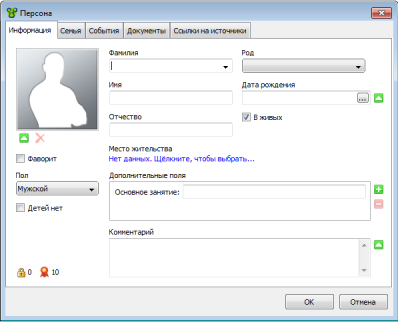 Персона
Информация Семья События Документы Ссылки на источники
Фамилия Род
Имя Дата рождения
...
Отчество
В живых
Место жительства
Фаворит
Нет данных. Щёлкните, чтобы выбрать...
Пол Дополнительные поля
Мужской
Основное занятие:
Детей нет
Комментарий
0 10
OK Отмена